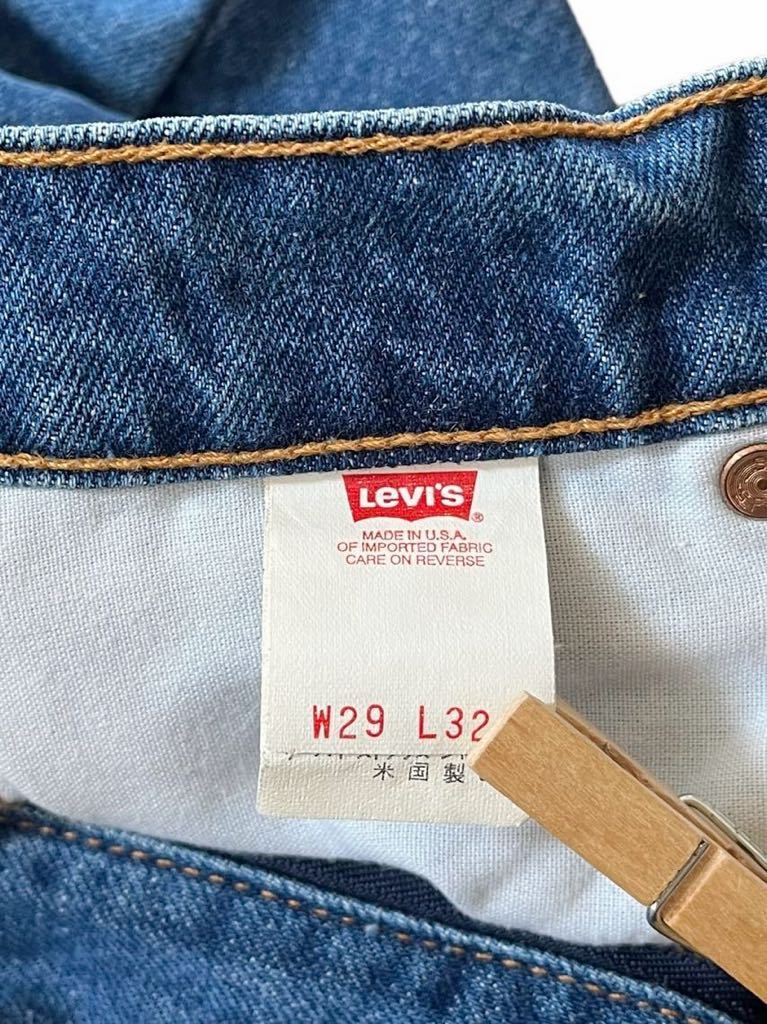 Levi's®
MADE IN U.S.A.
OF IMPORTED FABRIC
CARE ON REVERSE
W29 L32
米国製